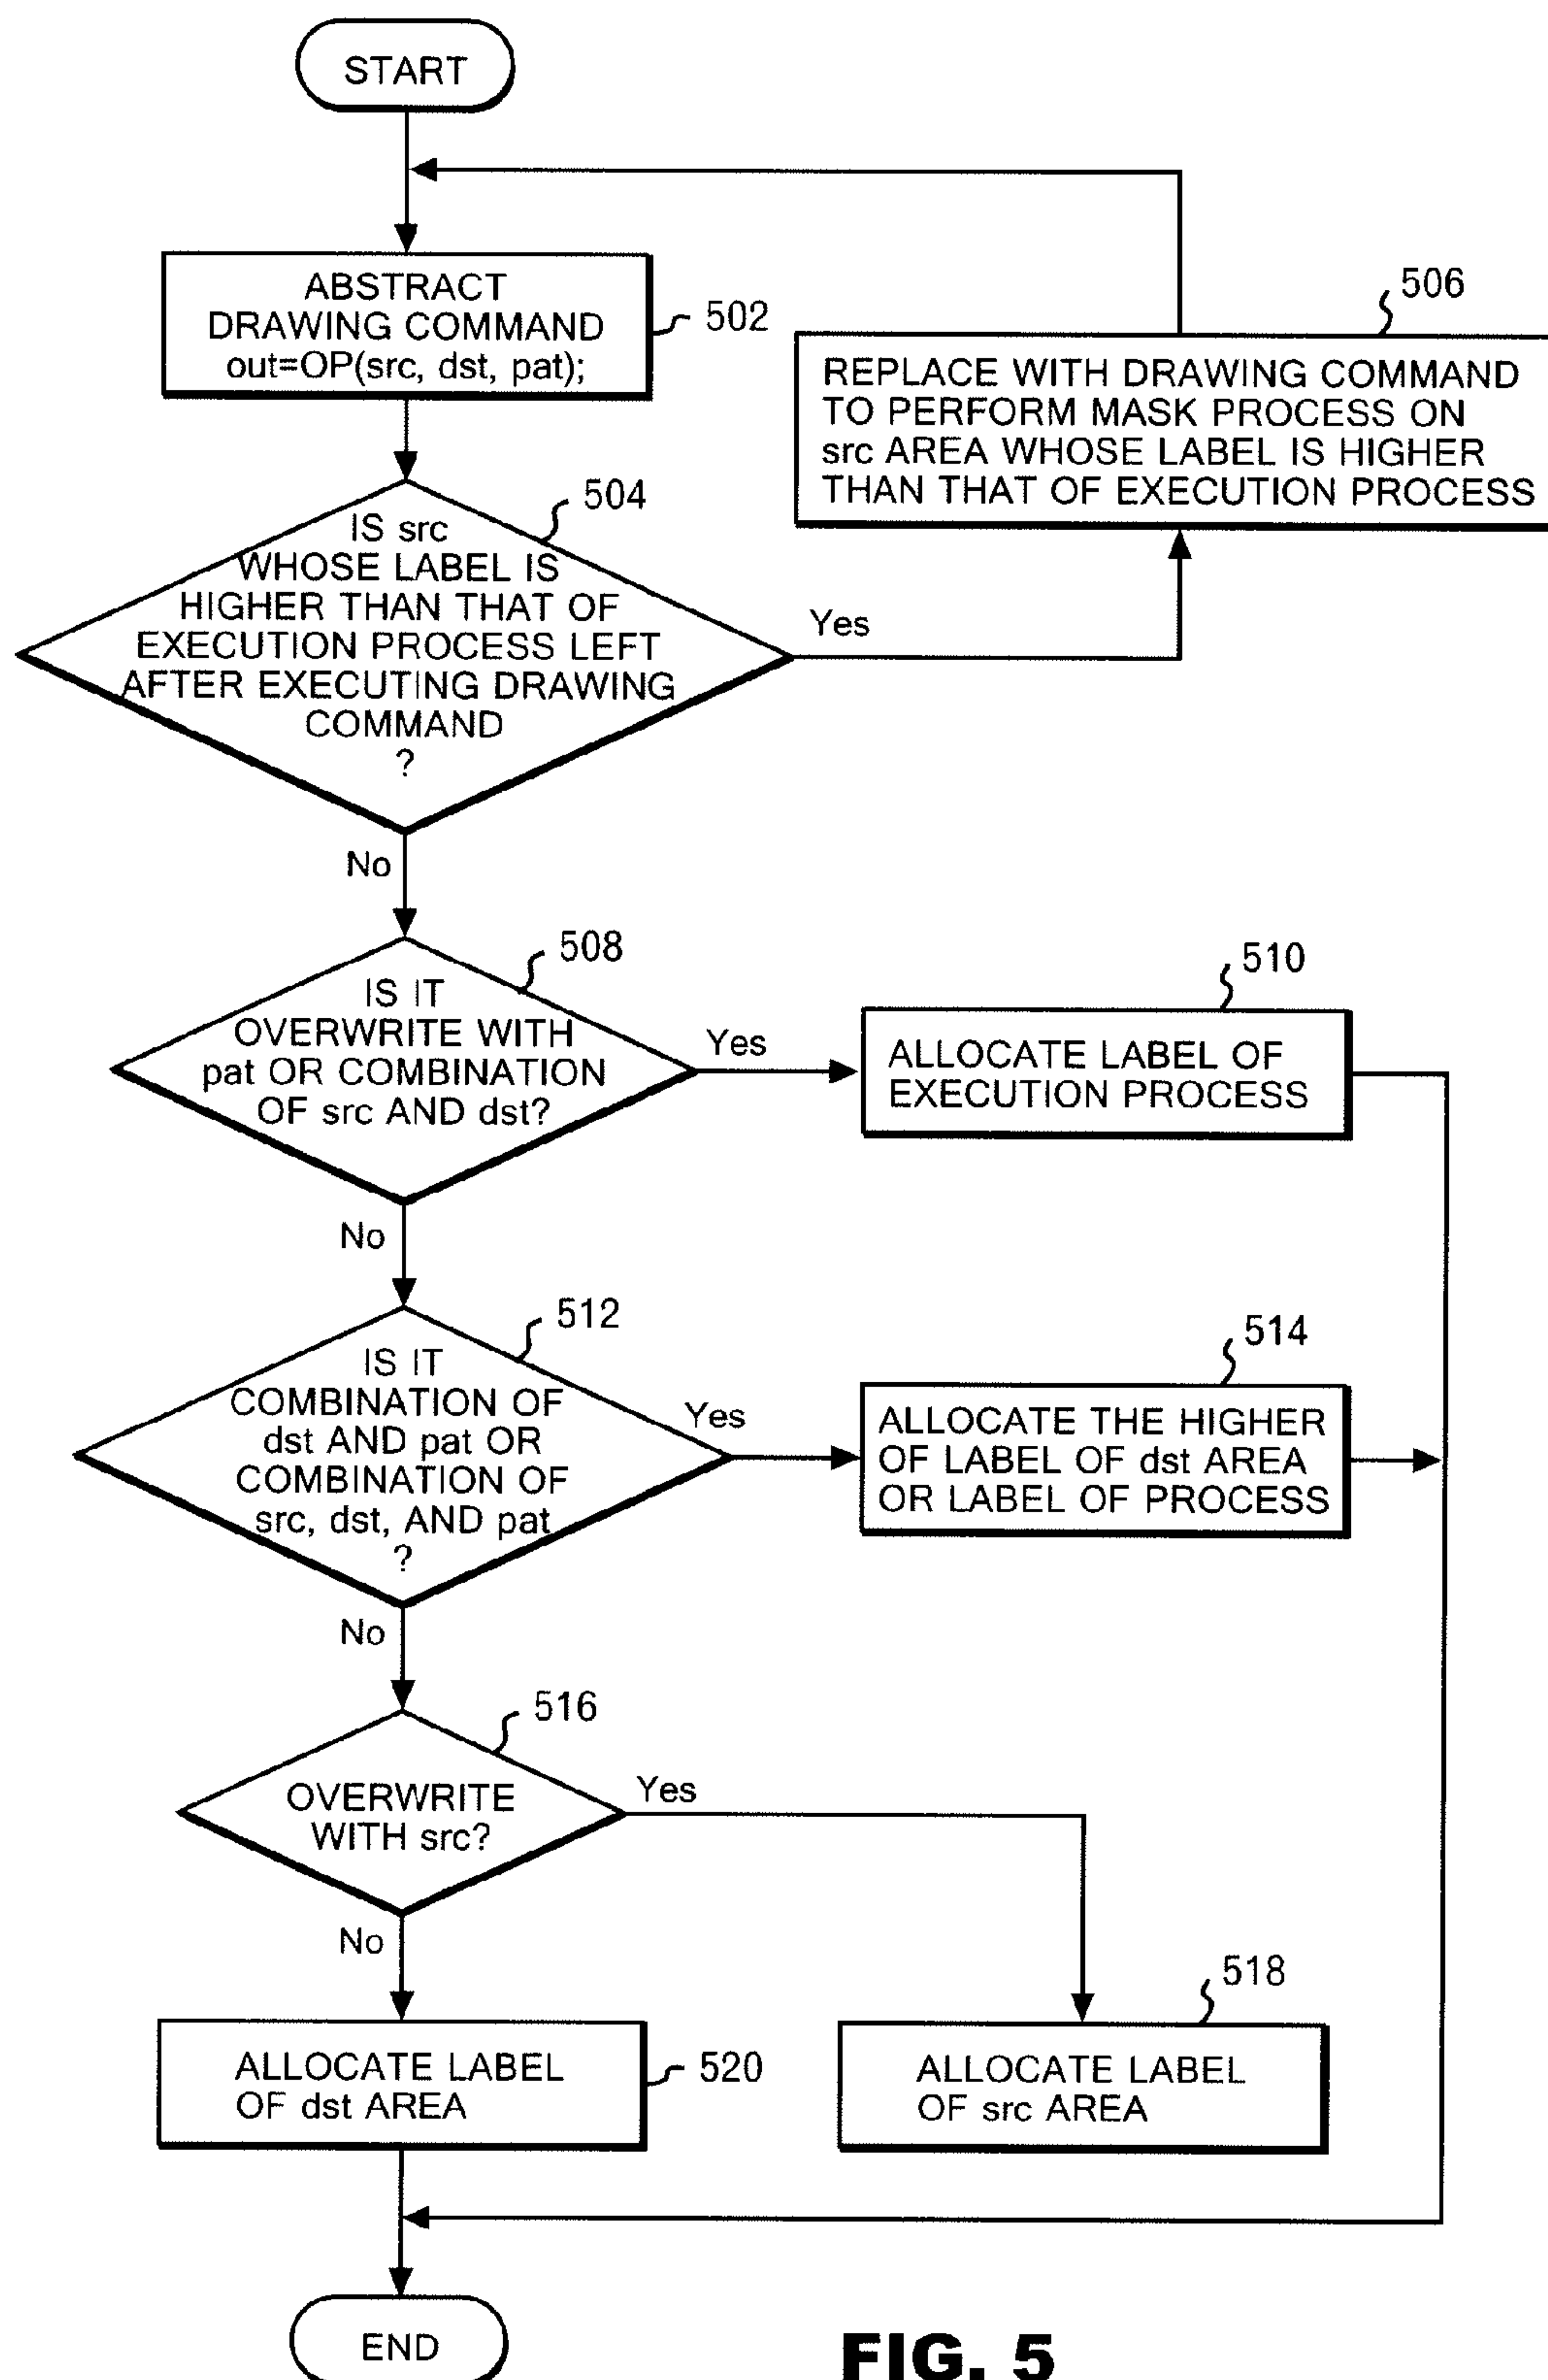 START
ABSTRACT
DRAWING COMMAND
out=OP(src, dst, pat);
502
506
REPLACE WITH DRAWING COMMAND
TO PERFORM MASK PROCESS ON
src AREA WHOSE LABEL IS HIGHER
THAN THAT OF EXECUTION PROCESS
504
IS src
WHOSE LABEL IS
HIGHER THAN THAT OF
EXECUTION PROCESS LEFT
AFTER EXECUTING DRAWING
COMMAND
?
Yes
No
508
IS IT
OVERWRITE WITH
pat OR COMBINATION
OF src AND dst?
Yes
510
ALLOCATE LABEL OF
EXECUTION PROCESS
No
512
IS IT
COMBINATION OF
dst AND pat OR
COMBINATION OF
src, dst, AND pat
?
Yes
514
ALLOCATE THE HIGHER
OF LABEL OF dst AREA
OR LABEL OF PROCESS
No
516
OVERWRITE
WITH src?
Yes
No
518
ALLOCATE LABEL
OF src AREA
ALLOCATE LABEL
OF dst AREA
520
END
FIG. 5